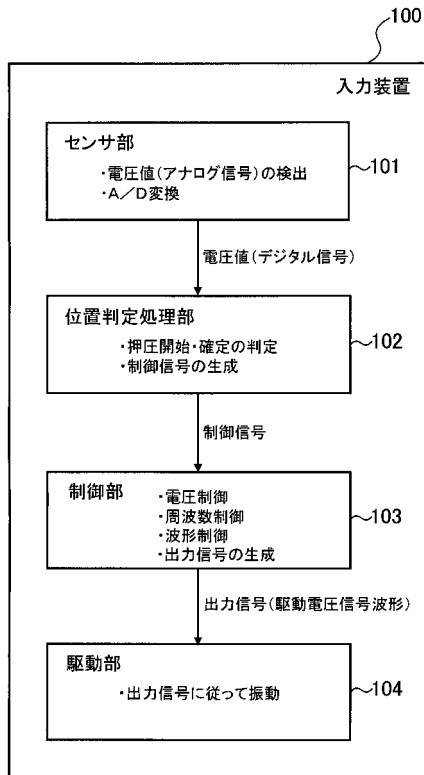 100
入力装置
センサ部
・電圧値(アナログ信号)の検出
・A／D変換
101
電圧値(デジタル信号)
位置判定処理部
・押圧開始・確定の判定
・制御信号の生成
102
制御信号
制御部
・電圧制御
・周波数制御
・波形制御
・出力信号の生成
103
出力信号(駆動電圧信号波形)
駆動部
・出力信号に従って振動
104